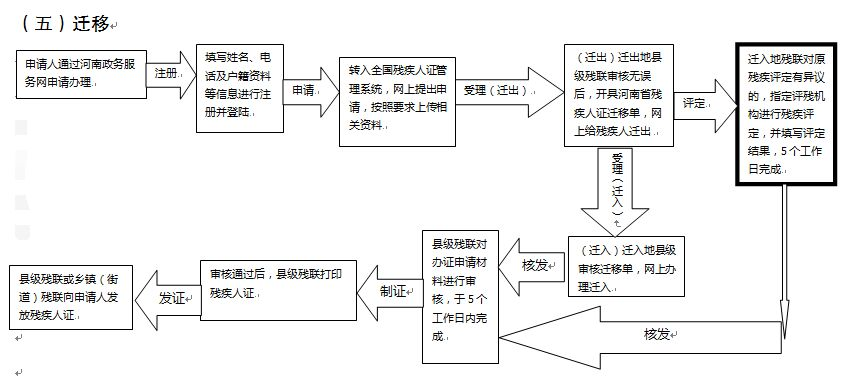 （五）迁移
申请人通过河南政务服
务网申请办理
注册
填写姓名、电
话及户籍资料
等信息进行注
册并登陆
申请
转入全国残疾人证管
理系统，网上提出申
请，按照要求上传相
关资料
受理（迁出）
（迁出）迁出地县
级残联审核无误
后，开具河南省残
疾人证迁移单，网
上给残疾人迁出
评定
迁入地残联对原
残疾评定有异议
的，指定评残机
构进行残疾评
定，并填写评定
结果，5个工作
日完成
受理（迁入）
（迁入）迁入地县级
审核迁移单，网上办
理迁入
核发
县级残联对
办证申请材
料进行审
核，于5个
工作日内完
成
制证
审核通过后，县级残联打印
残疾人证
发证
县级残联或乡镇（街
道）残联向申请人发
放残疾人证
核发